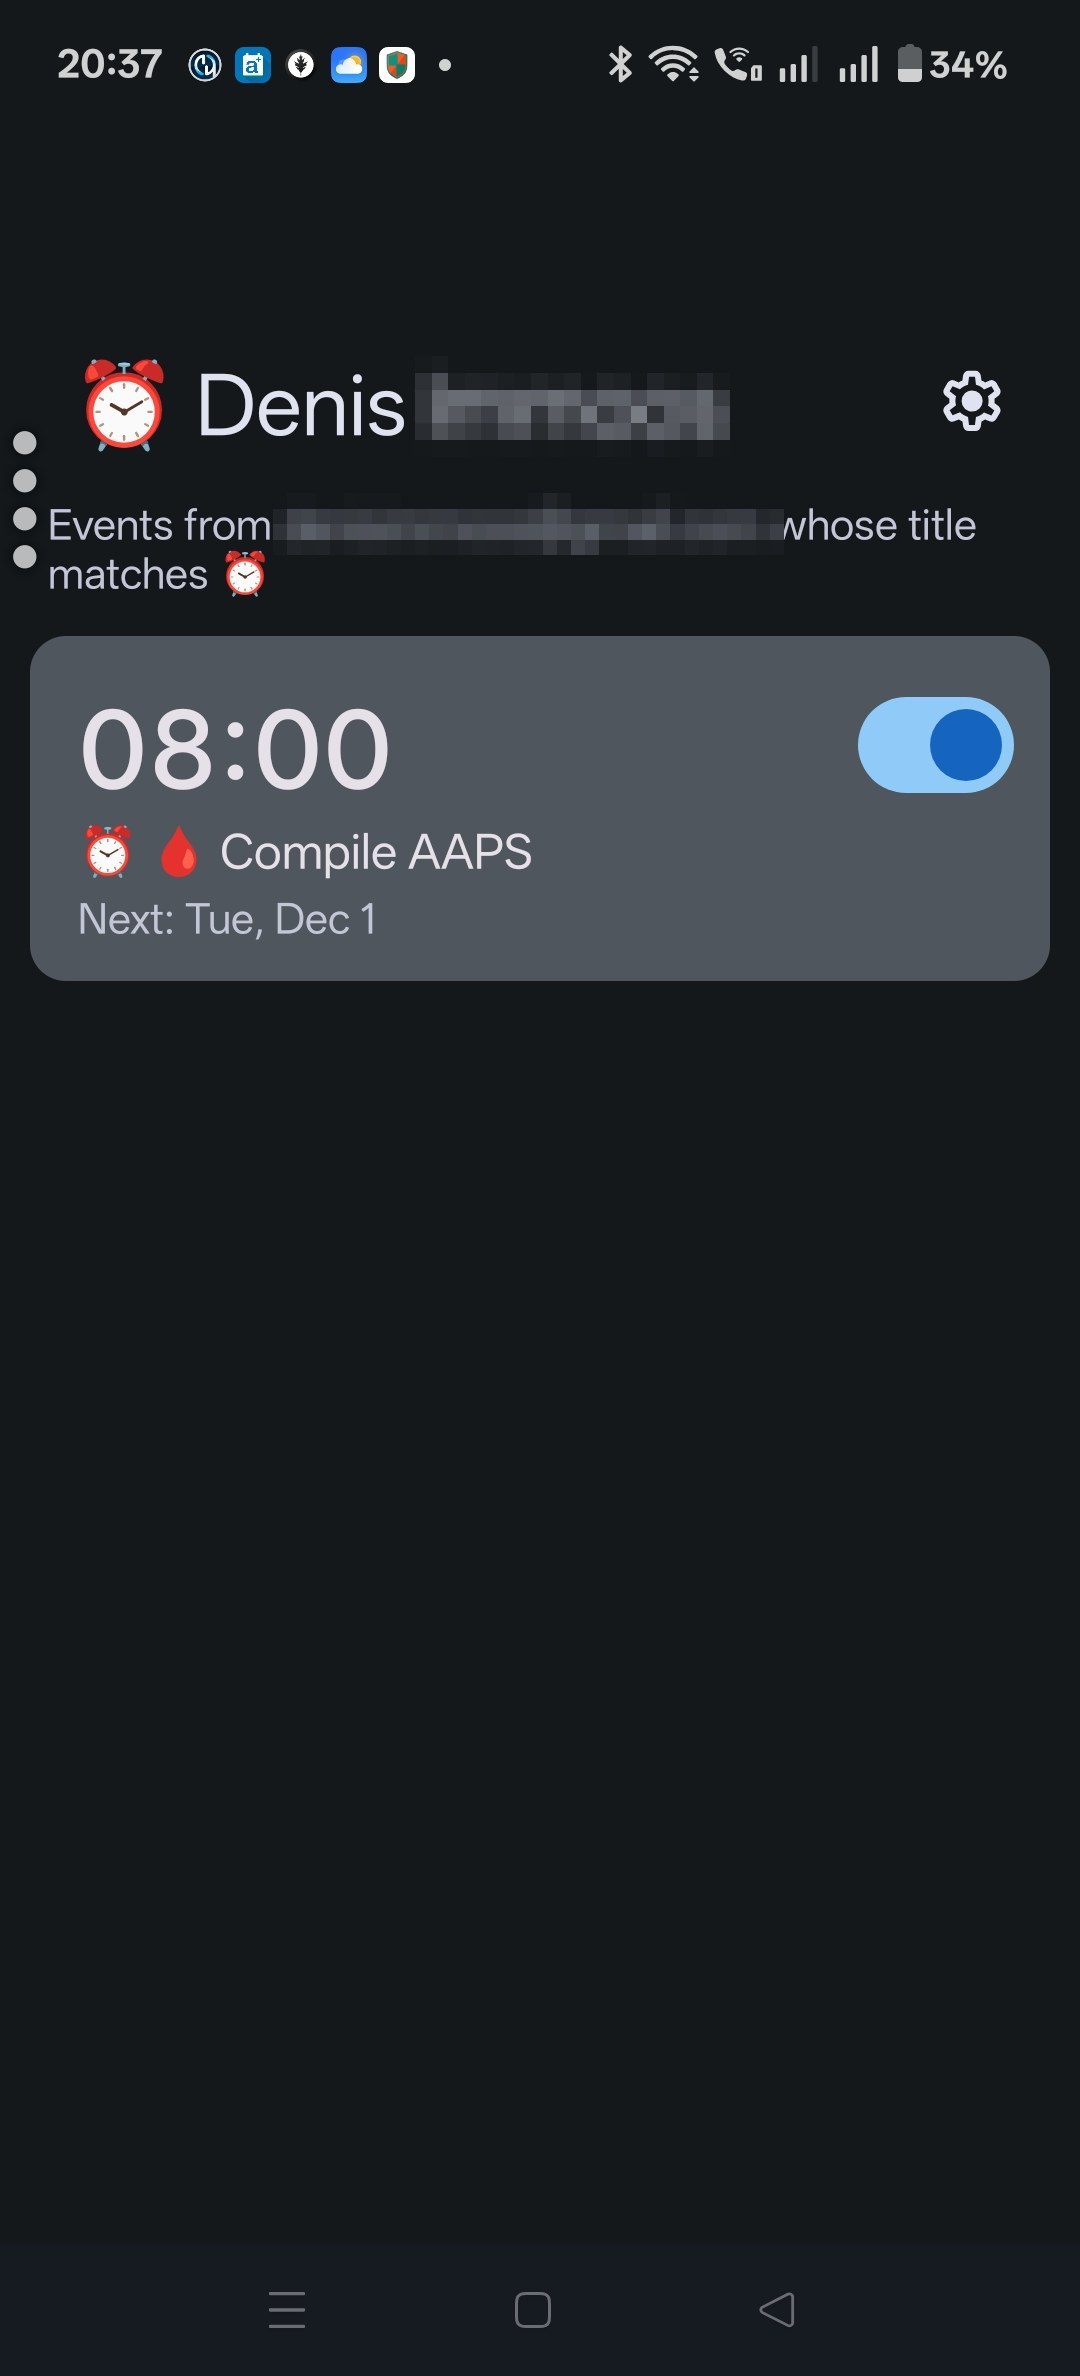 20:37
34%
⏰ Denis
Events from whose title
matches ⏰
08:00
⏰ 🩸 Compile AAPS
Next: Tue, Dec 1